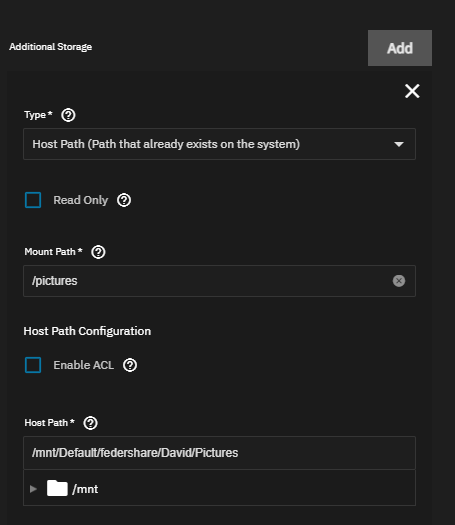 Additional Storage
Add
Type *
Host Path (Path that already exists on the system)
Read Only
Mount Path *
/pictures
Host Path Configuration
Enable ACL
Host Path *
/mnt/Default/federshare/David/Pictures
/mnt